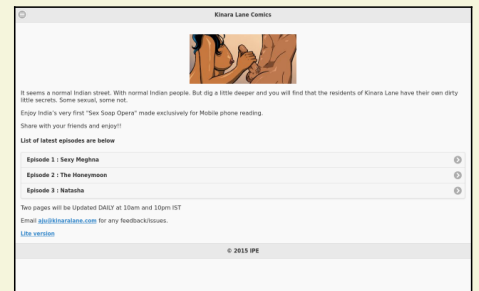 Kinara Lane Comics
It seems a normal Indian street. With normal Indian people. But dig a little deeper and you will find that the residents of Kinara Lane have their own dirty
little secrets. Some sexual, some not.
Enjoy India's very first "Sex Soap Opera" made exclusively for Mobile phone reading.
Share with your friends and enjoy!!
List of latest episodes are below
Episode 1 : Sexy Meghna
Episode 2 : The Honeymoon
Episode 3 : Natasha
Two pages will be Updated DAILY at 10am and 10pm IST
Email aju@kinaralane.com for any feedback/issues.
Lite version
© 2015 IPE